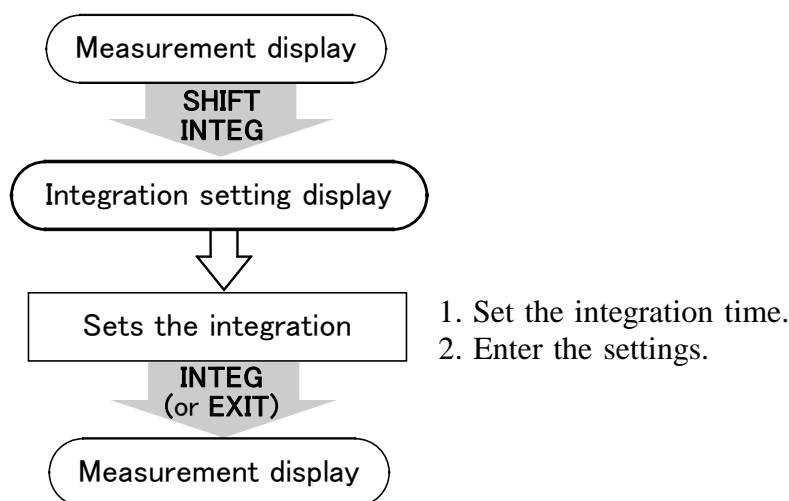 Measurement display
SHIFT
INTEG
Integration setting display
Sets the integration
1. Set the integration time.
2. Enter the settings.
INTEG
(or EXIT)
Measurement display